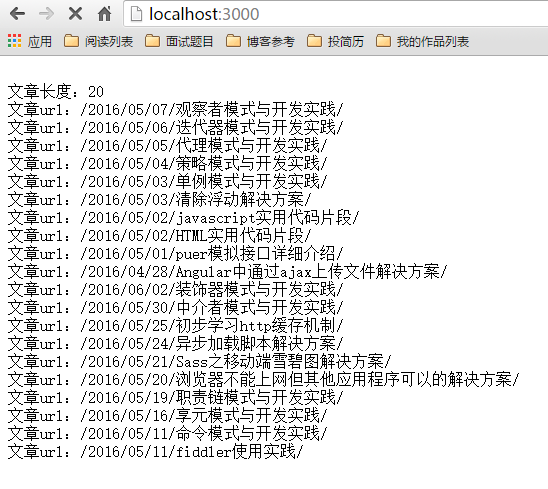 localhost:3000
应用 阅读列表 面试题目 博客参考 投简历 我的作品列表
文章长度：20
文章url：/2016/05/07/观察者模式与开发实践/
文章url：/2016/05/06/迭代器模式与开发实践/
文章url：/2016/05/05/代理模式与开发实践/
文章url：/2016/05/04/策略模式与开发实践/
文章url：/2016/05/03/单例模式与开发实践/
文章url：/2016/05/03/清除浮动解决方案/
文章url：/2016/05/02/javascript实用代码片段/
文章url：/2016/05/02/HTML实用代码片段/
文章url：/2016/05/01/puer模拟接口详细介绍/
文章url：/2016/04/28/Angular中通过ajax上传文件解决方案/
文章url：/2016/06/02/装饰器模式与开发实践/
文章url：/2016/05/30/中介者模式与开发实践/
文章url：/2016/05/25/初步学习http缓存机制/
文章url：/2016/05/24/异步加载脚本解决方案/
文章url：/2016/05/21/Sass之移动端雪碧图解决方案/
文章url：/2016/05/20/浏览器不能上网但其他应用程序可以的解决方案/
文章url：/2016/05/19/职责链模式与开发实践/
文章url：/2016/05/16/享元模式与开发实践/
文章url：/2016/05/11/命令模式与开发实践/
文章url：/2016/05/11/fiddler使用实践/